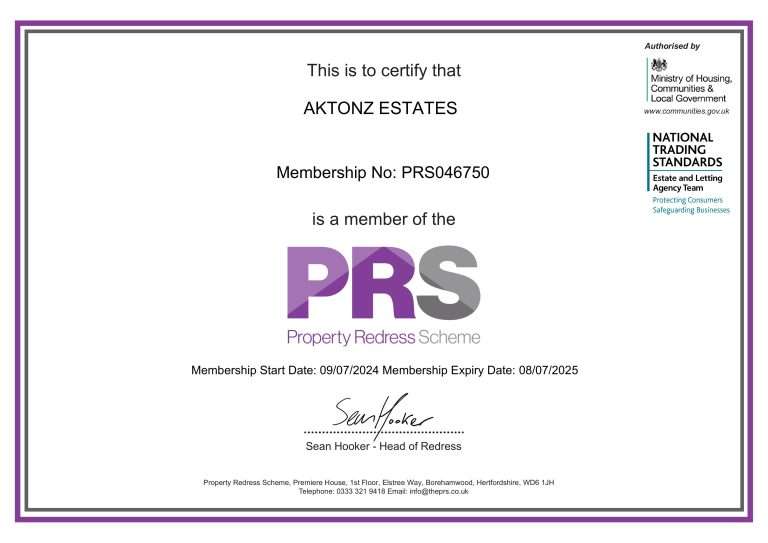 Authorised by
Ministry of Housing,
Communities &
Local Government
www.communities.gov.uk
NATIONAL
TRADING
STANDARDS
Estate and Letting
Agency Team
Protecting Consumers
Safeguarding Businesses
This is to certify that
AKTONZ ESTATES
Membership No: PRS046750
is a member of the
PRS
Property Redress Scheme
Membership Start Date: 09/07/2024 Membership Expiry Date: 08/07/2025
Sean Hooker
Sean Hooker - Head of Redress
Property Redress Scheme, Premiere House, 1st Floor, Elstree Way, Borehamwood, Hertfordshire, WD6 1JH
Telephone: 0333 321 9418 Email: info@theprs.co.uk